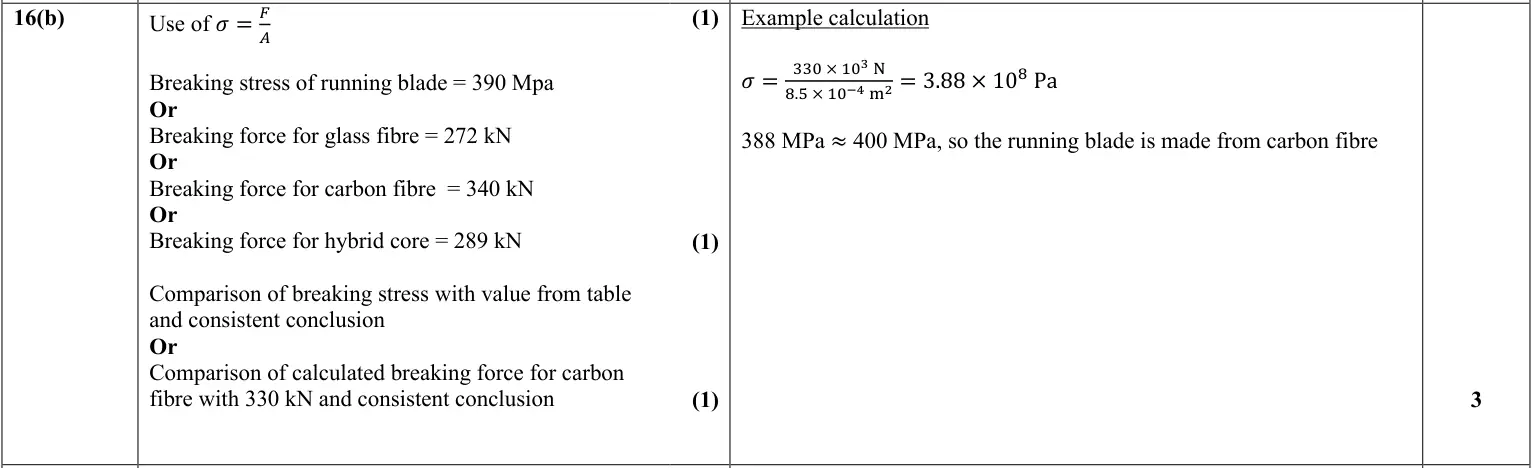 16(b)
Use of 𝜎 = F/A (1)
Breaking stress of running blade = 390 Mpa
Or
Breaking force for glass fibre = 272 kN
Or
Breaking force for carbon fibre = 340 kN
Or
Breaking force for hybrid core = 289 kN (1)
Comparison of breaking stress with value from table
and consistent conclusion
Or
Comparison of calculated breaking force for carbon
fibre with 330 kN and consistent conclusion (1)
Example calculation
𝜎 = 330 × 10³ N / 8.5 × 10⁻⁴ m² = 3.88 × 10⁸ Pa
388 MPa ≈ 400 MPa, so the running blade is made from carbon fibre
3